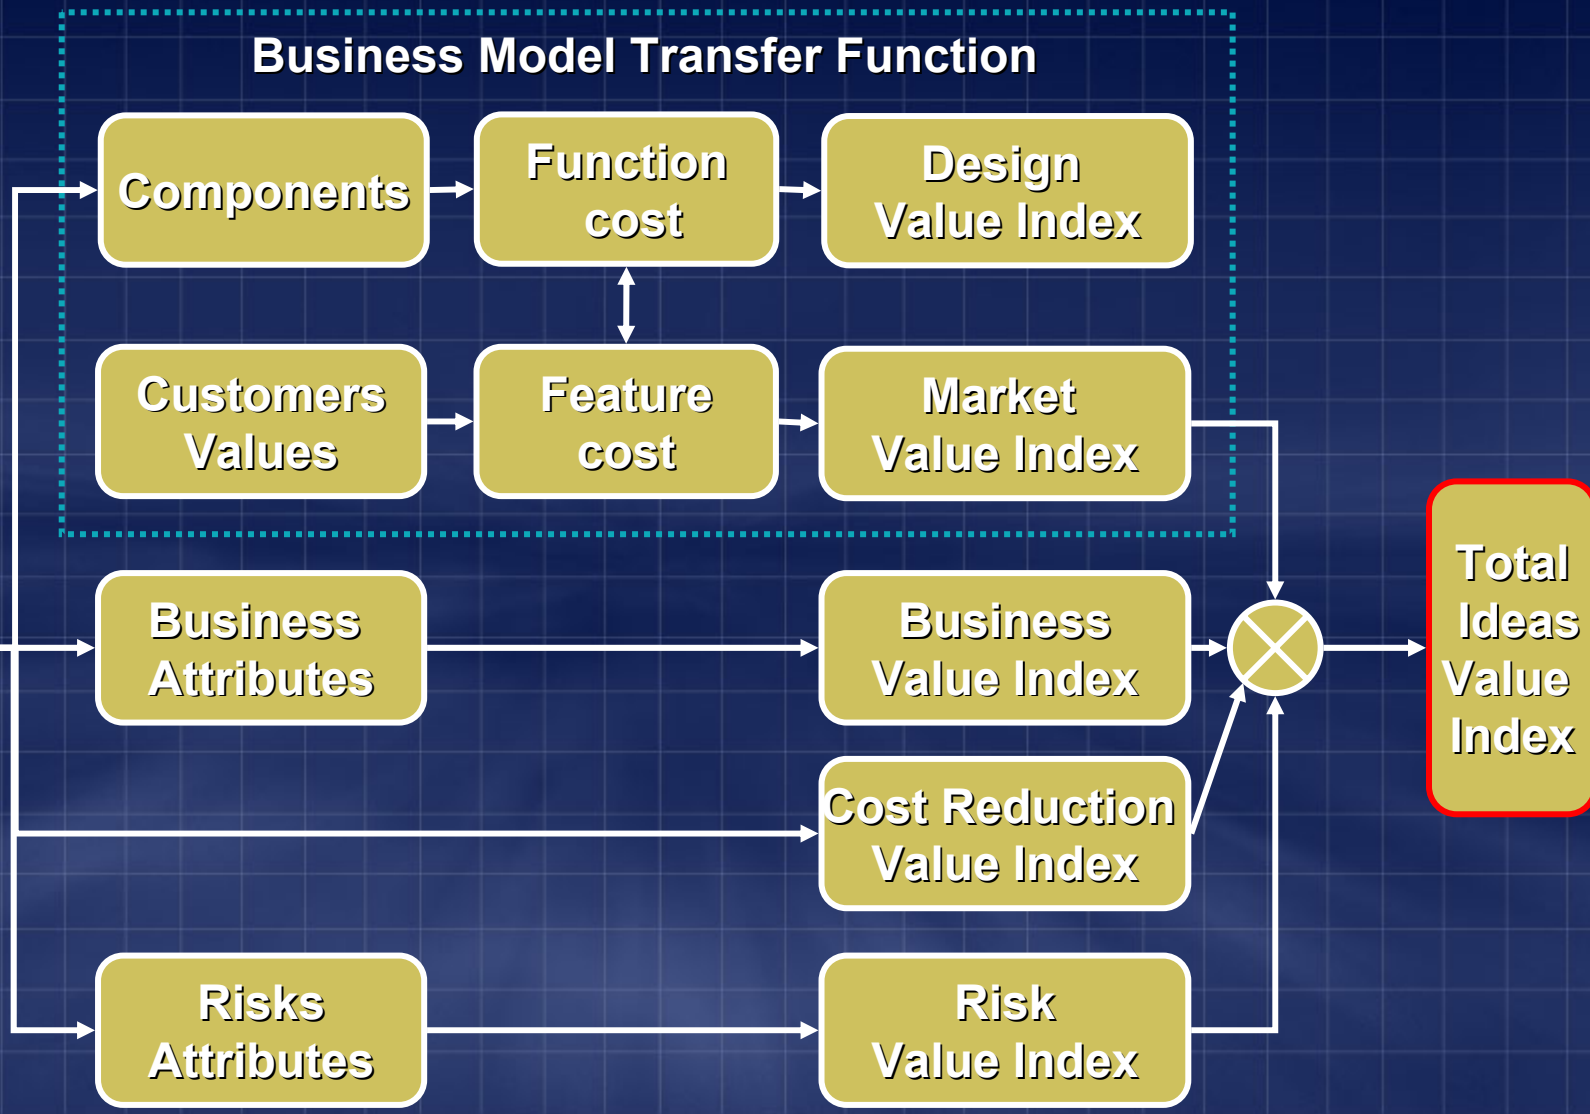 Business Model Transfer Function
Components
Function
cost
Design
Value Index
Customers
Values
Feature
cost
Market
Value Index
Business
Attributes
Business
Value Index
Total
Ideas
Value
Index
Cost Reduction
Value Index
Risks
Attributes
Risk
Value Index